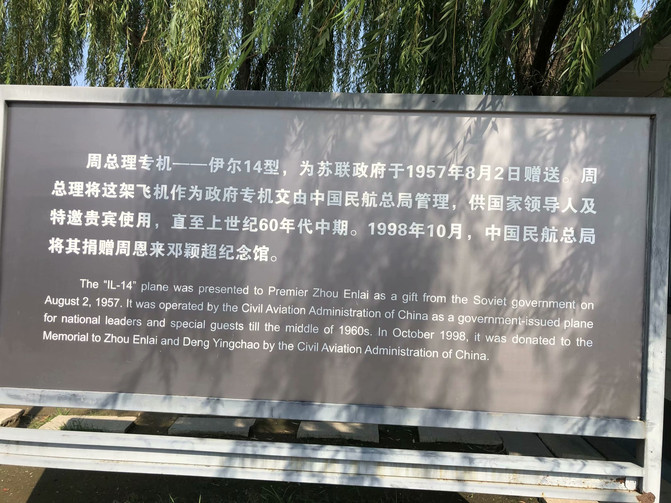 周总理专机——伊尔14型，为苏联政府于1957年8月2日赠送。周
总理将这架飞机作为政府专机交由中国民航总局管理，供国家领导人及
特邀贵宾使用，直至上世纪60年代中期。1998年10月，中国民航总局
将其捐赠周恩来邓颖超纪念馆。
The "IL-14" plane was presented to Premier Zhou Enlai as a gift from the Soviet government on
August 2, 1957. It was operated by the Civil Aviation Administration of China as a government-issued plane
for national leaders and special guests till the middle of 1960s. In October 1998, it was donated to the
Memorial to Zhou Enlai and Deng Yingchao by the Civil Aviation Administration of China.